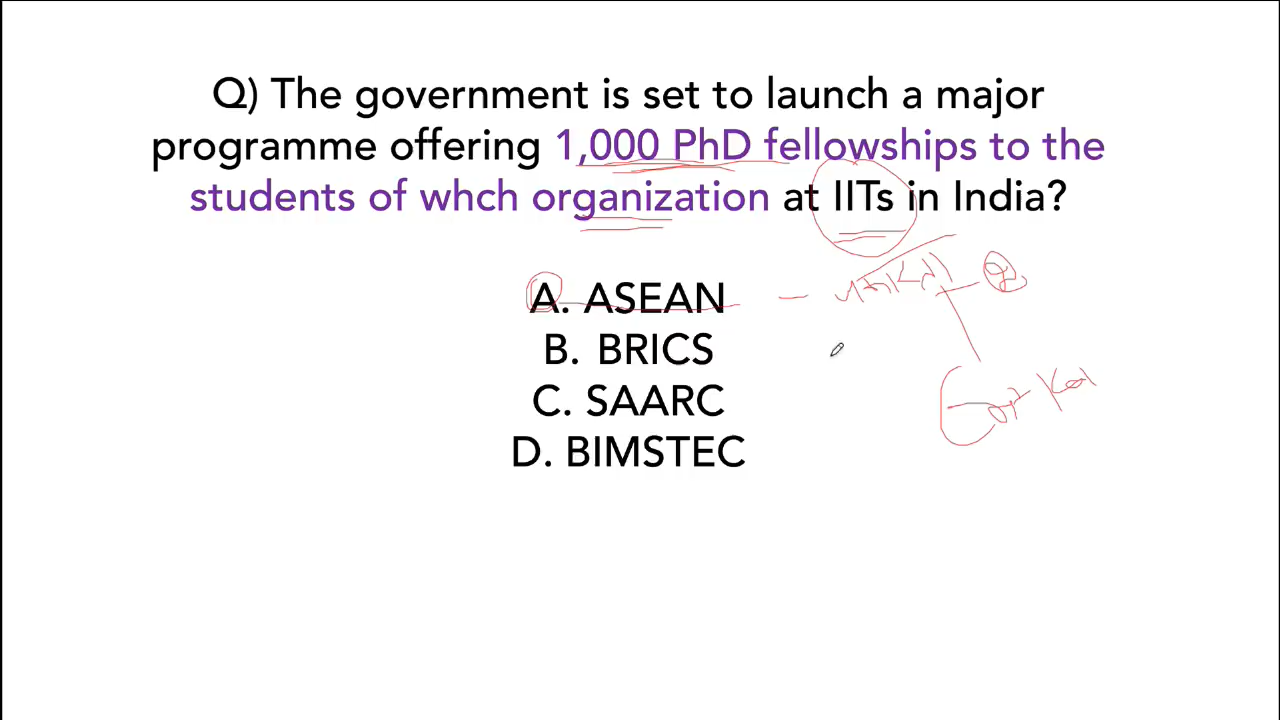 Q) The government is set to launch a major
programme offering 1,000 PhD fellowships to the
students of whch organization at IITs in India?
A. ASEAN
B. BRICS
C. SAARC
D. BIMSTEC